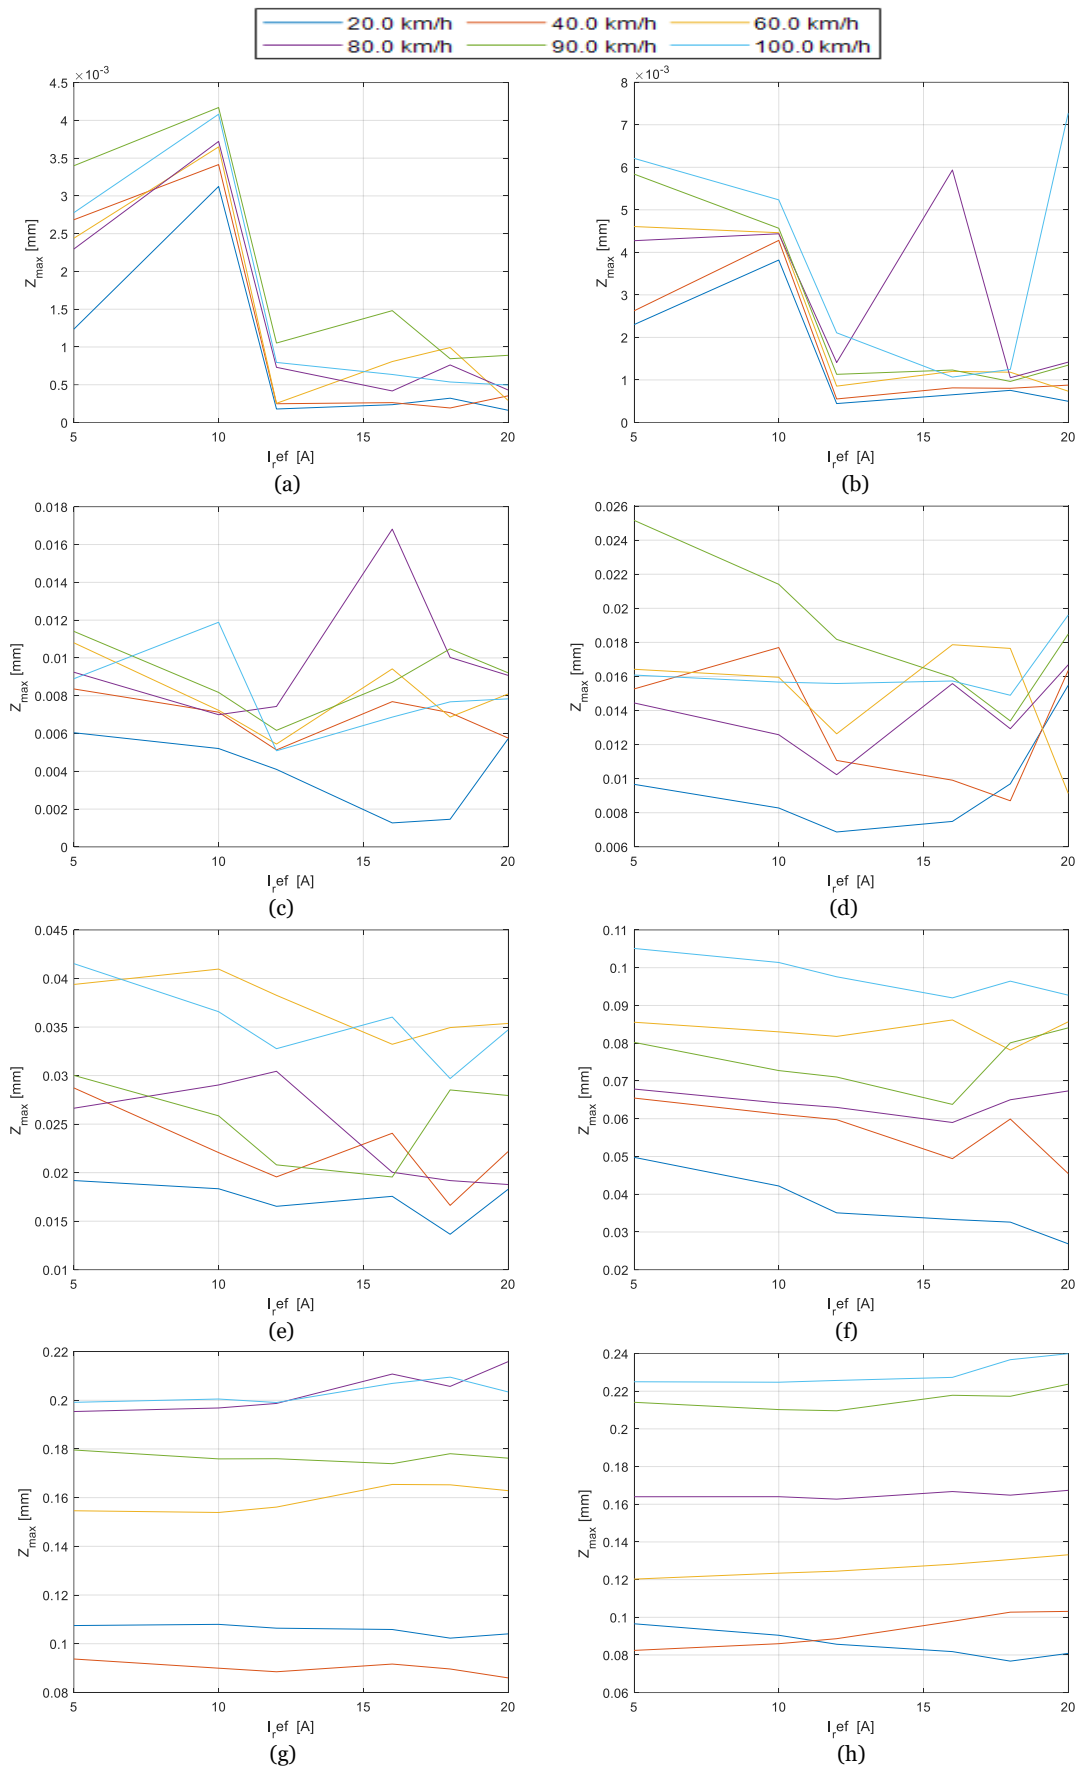 20.0 km/h 40.0 km/h 60.0 km/h
80.0 km/h 90.0 km/h 100.0 km/h
×10⁻³
4.5
4
3.5
3
2.5
2
1.5
1
0.5
0
Z_max [mm]
5 10 15 20
I_ref [A]
(a)
×10⁻³
8
7
6
5
4
3
2
1
0
Z_max [mm]
5 10 15 20
I_ref [A]
(b)
0.018
0.016
0.014
0.012
0.01
0.008
0.006
0.004
0.002
0
Z_max [mm]
5 10 15 20
I_ref [A]
(c)
0.026
0.024
0.022
0.02
0.018
0.016
0.014
0.012
0.01
0.008
0.006
Z_max [mm]
5 10 15 20
I_ref [A]
(d)
0.045
0.04
0.035
0.03
0.025
0.02
0.015
0.01
Z_max [mm]
5 10 15 20
I_ref [A]
(e)
0.11
0.1
0.09
0.08
0.07
0.06
0.05
0.04
0.03
0.02
Z_max [mm]
5 10 15 20
I_ref [A]
(f)
0.22
0.2
0.18
0.16
0.14
0.12
0.1
0.08
Z_max [mm]
5 10 15 20
I_ref [A]
(g)
0.24
0.22
0.2
0.18
0.16
0.14
0.12
0.1
0.08
0.06
Z_max [mm]
5 10 15 20
I_ref [A]
(h)